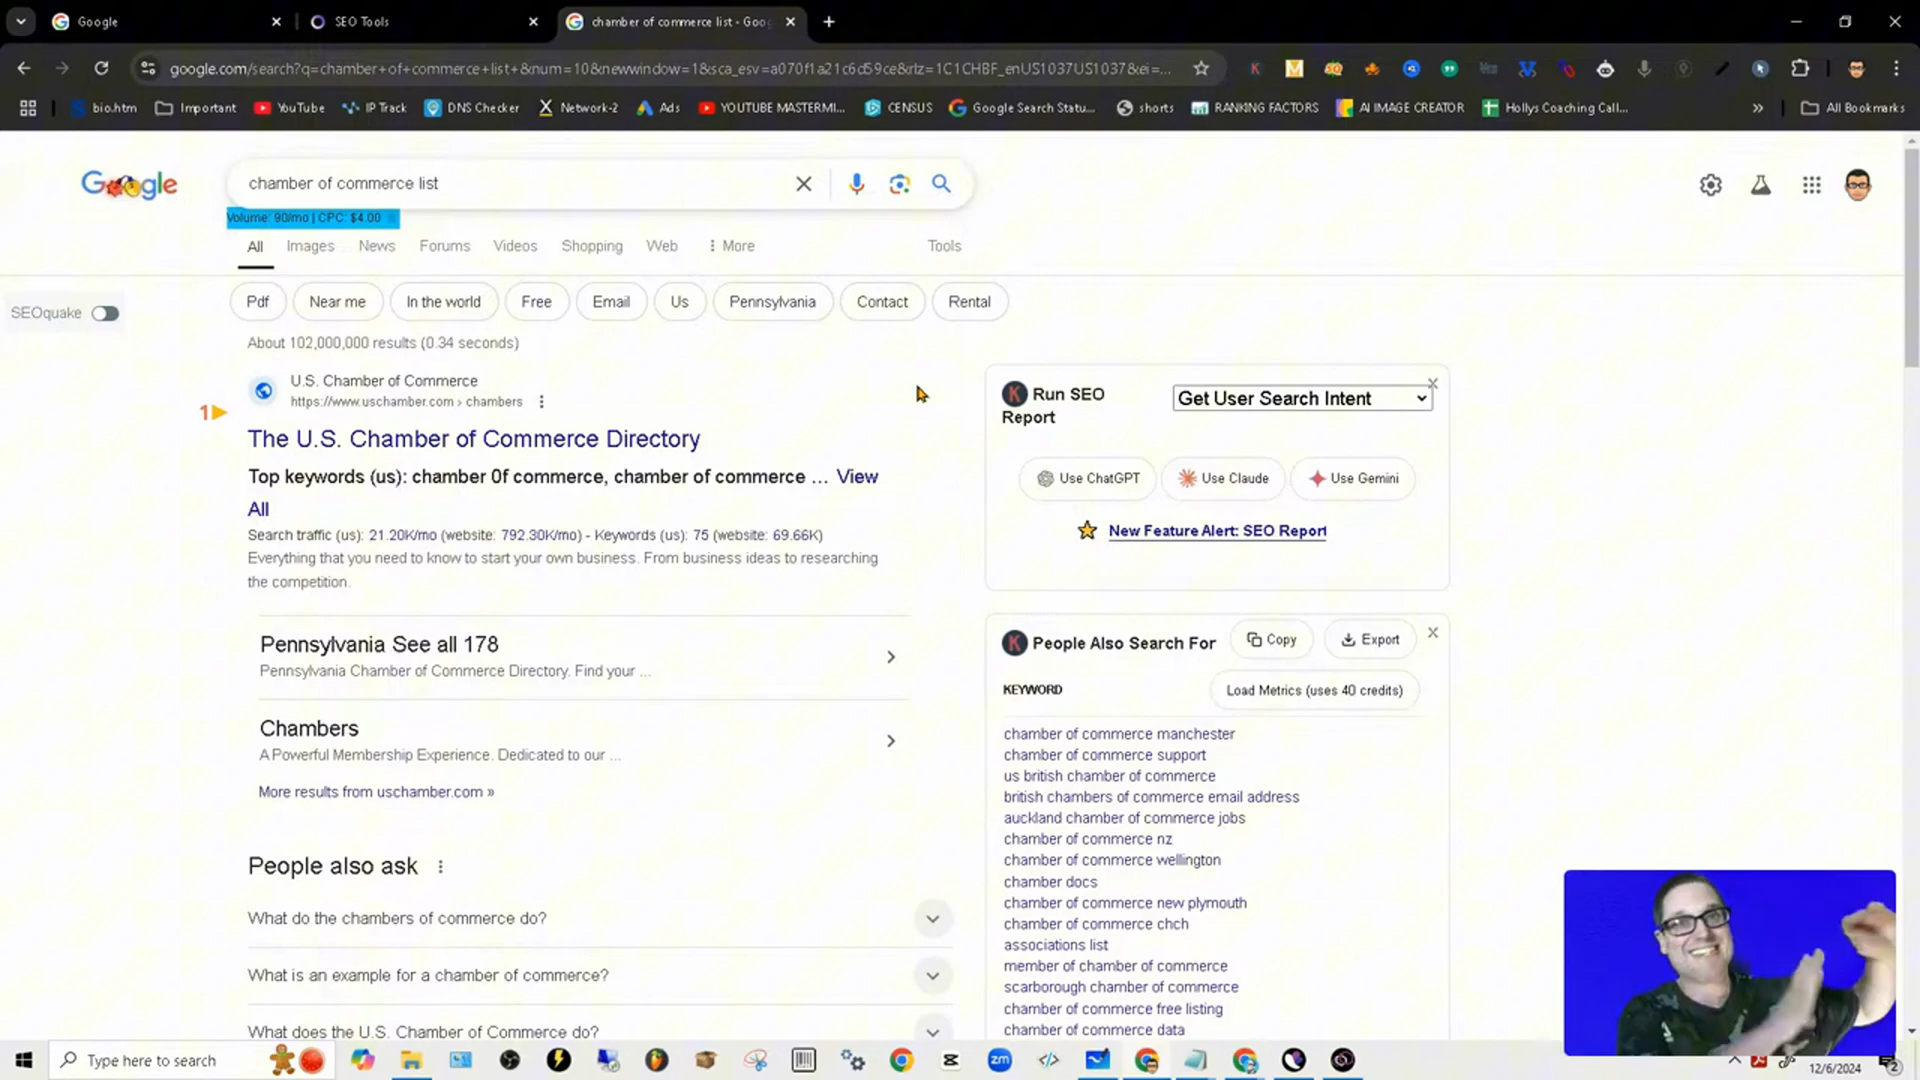 Google
SEO Tools
chamber of commerce list - Goo
google.com/search?q=chamber+of+commerce+list+&num=10&newwindow=1&sca_esv=a070f1a21c6d59ce&rlz=1C1CHBF_enUS1037US1037&ei=...
bio.htm
Important
YouTube
IP Track
DNS Checker
Network-2
Ads
YOUTUBE MASTERMI...
CENSUS
Google Search Statu...
shorts
RANKING FACTORS
AI IMAGE CREATOR
Hollys Coaching Call...
»
All Bookmarks
Google
chamber of commerce list
Volume: 90/mo | CPC: $4.00
All
Images
News
Forums
Videos
Shopping
Web
More
Tools
Pdf
Near me
In the world
Free
Email
Us
Pennsylvania
Contact
Rental
SEOquake
About 102,000,000 results (0.34 seconds)
U.S. Chamber of Commerce
https://www.uschamber.com › chambers
1
The U.S. Chamber of Commerce Directory
Top keywords (us): chamber 0f commerce, chamber of commerce ... View
All
Search traffic (us): 21.20K/mo (website: 792.30K/mo) - Keywords (us): 75 (website: 69.66K)
Everything that you need to know to start your own business. From business ideas to researching
the competition.
Pennsylvania See all 178
Pennsylvania Chamber of Commerce Directory. Find your ...
Chambers
A Powerful Membership Experience. Dedicated to our ...
More results from uschamber.com »
People also ask
What do the chambers of commerce do?
What is an example for a chamber of commerce?
What does the U.S. Chamber of Commerce do?
K Run SEO
Report
Get User Search Intent
Use ChatGPT
Use Claude
Use Gemini
New Feature Alert: SEO Report
K People Also Search For
Copy
Export
KEYWORD
Load Metrics (uses 40 credits)
chamber of commerce manchester
chamber of commerce support
us british chamber of commerce
british chambers of commerce email address
auckland chamber of commerce jobs
chamber of commerce nz
chamber of commerce wellington
chamber docs
chamber of commerce new plymouth
chamber of commerce chch
associations list
member of chamber of commerce
scarborough chamber of commerce
chamber of commerce free listing
chamber of commerce data
Type here to search
zm
12/6/2024
2